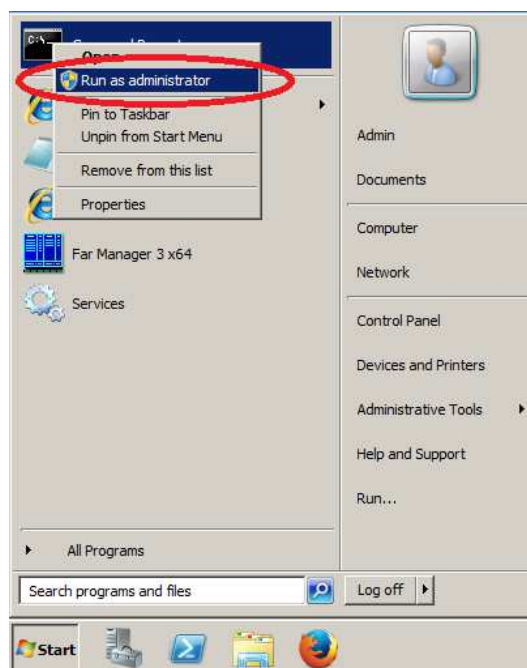 C:\
Open
Run as administrator
Pin to Taskbar
Unpin from Start Menu
Remove from this list
Properties
Far Manager 3 x64
Services
All Programs
Search programs and files
Admin
Documents
Computer
Network
Control Panel
Devices and Printers
Administrative Tools
Help and Support
Run...
Log off
Start